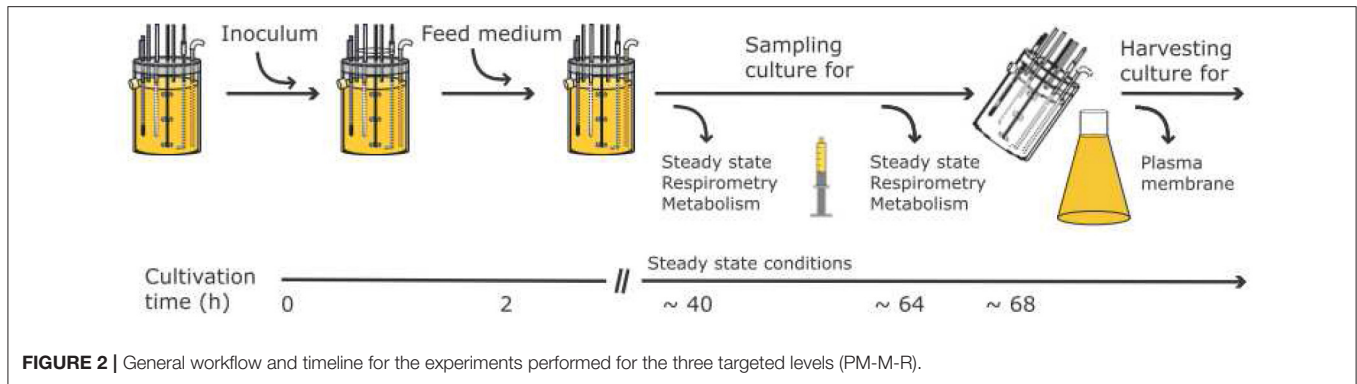 Inoculum
Feed medium
Sampling
culture for
Harvesting
culture for
Steady state
Respirometry
Metabolism
Steady state
Respirometry
Metabolism
Plasma
membrane
Cultivation
time (h)
Steady state conditions
0
2
~ 40
~ 64
~ 68
FIGURE 2 | General workflow and timeline for the experiments performed for the three targeted levels (PM-M-R).